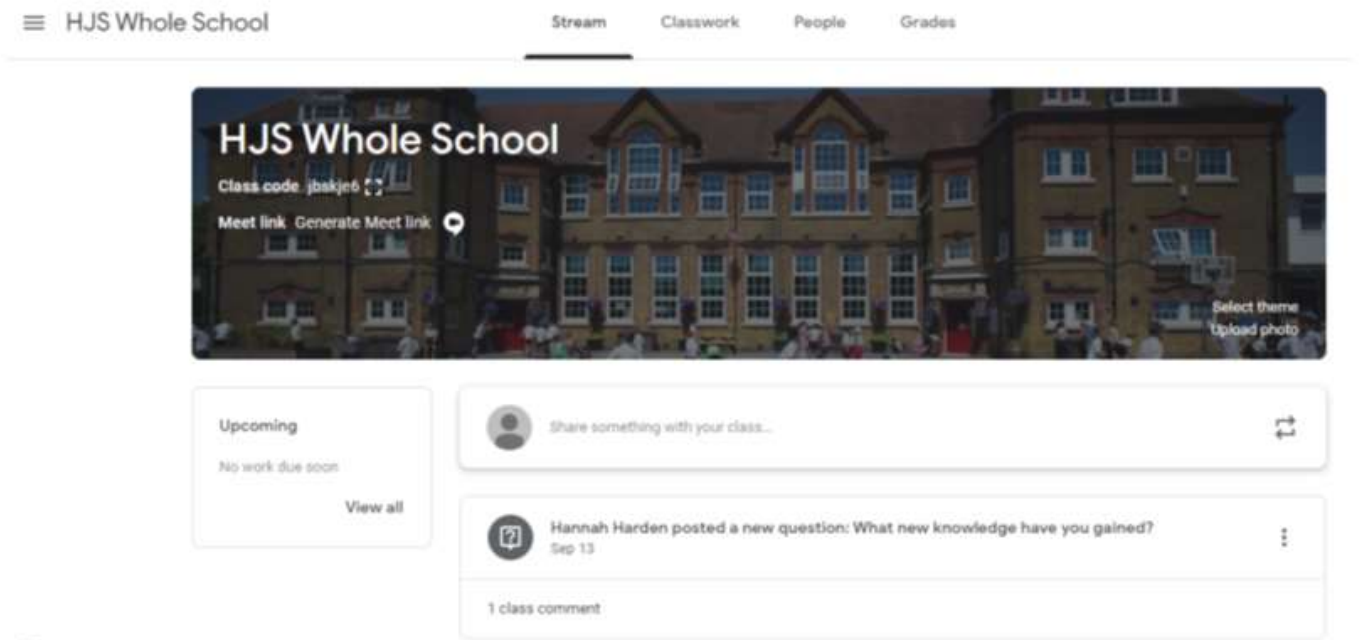 HJS Whole School
Stream Classwork People Grades
HJS Whole School
Class code jbskje6
Meet link Generate Meet link
Select theme
Upload photo
Upcoming
No work due soon
View all
Share something with your class...
Hannah Harden posted a new question: What new knowledge have you gained?
Sep 13
1 class comment